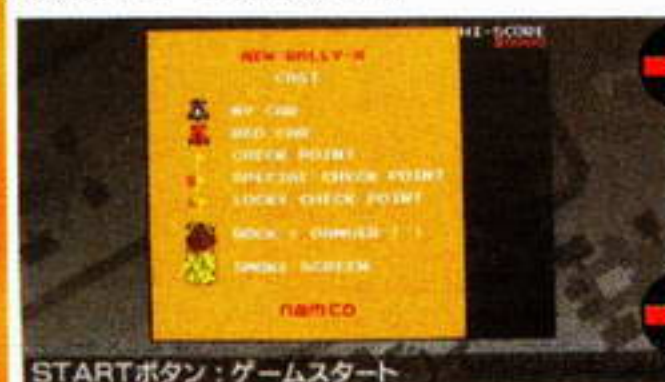 HI-SCORE
NEW RALLY-X
CAST
MY CAR
RED CAR
CHECK POINT
SPECIAL CHECK POINT
LUCKY CHECK POINT
ROCK ! DANGER ! !
SMOKE SCREEN
namco
STARTボタン：ゲームスタート